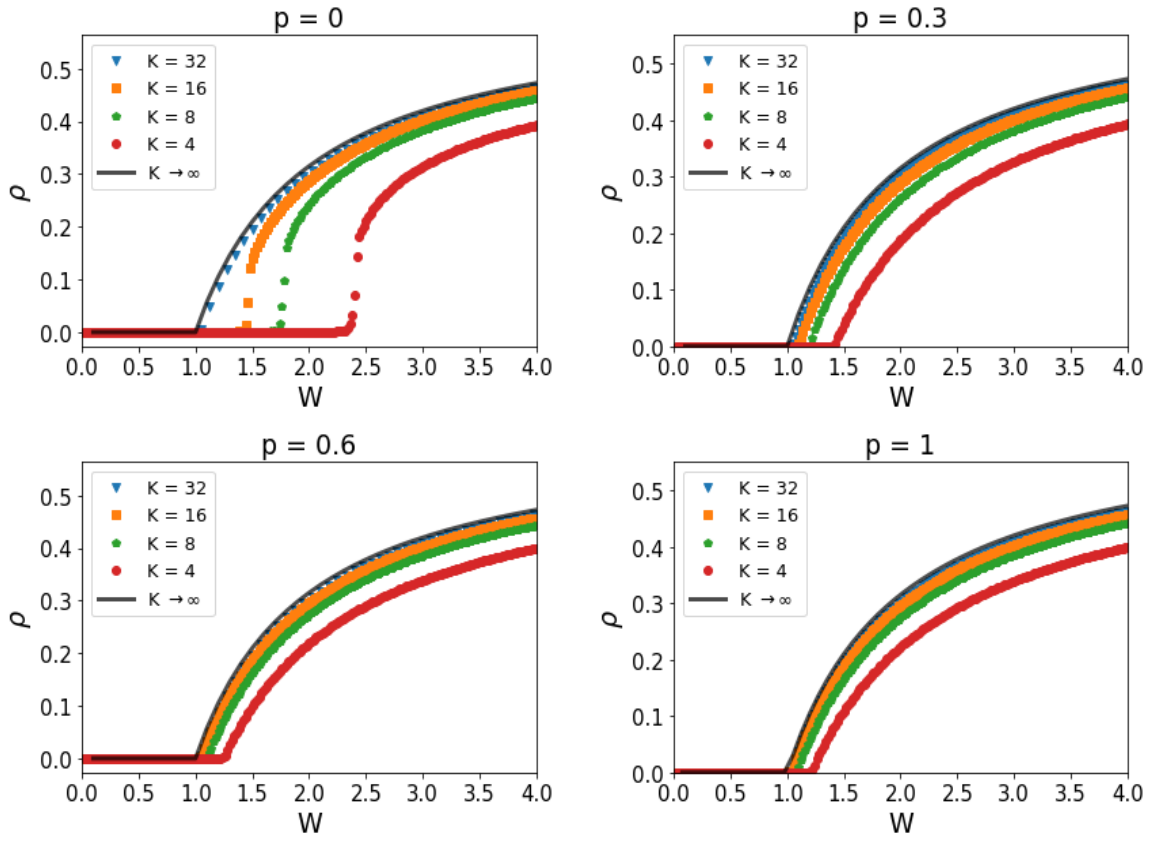 p = 0
K = 32
K = 16
K = 8
K = 4
K →∞
ρ
0.5
0.4
0.3
0.2
0.1
0.0
0.0 0.5 1.0 1.5 2.0 2.5 3.0 3.5 4.0
W
p = 0.3
K = 32
K = 16
K = 8
K = 4
K →∞
ρ
0.5
0.4
0.3
0.2
0.1
0.0
0.0 0.5 1.0 1.5 2.0 2.5 3.0 3.5 4.0
W
p = 0.6
K = 32
K = 16
K = 8
K = 4
K →∞
ρ
0.5
0.4
0.3
0.2
0.1
0.0
0.0 0.5 1.0 1.5 2.0 2.5 3.0 3.5 4.0
W
p = 1
K = 32
K = 16
K = 8
K = 4
K →∞
ρ
0.5
0.4
0.3
0.2
0.1
0.0
0.0 0.5 1.0 1.5 2.0 2.5 3.0 3.5 4.0
W